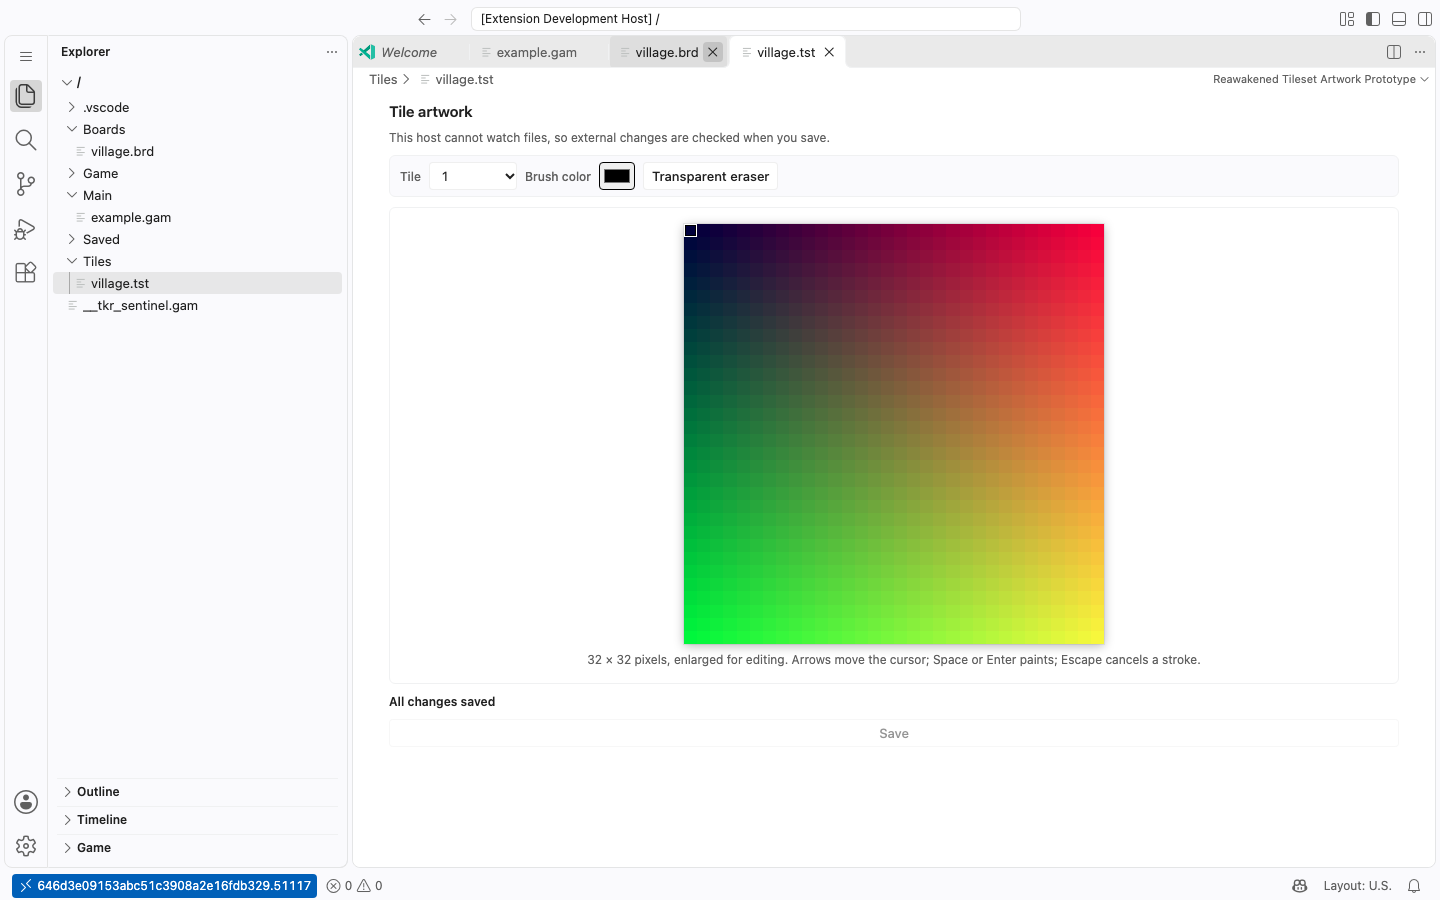 [Extension Development Host] /
Explorer
/
.vscode
Boards
village.brd
Game
Main
example.gam
Saved
Tiles
village.tst
__tkr_sentinel.gam
Outline
Timeline
Game
Welcome
example.gam
village.brd
village.tst
Tiles
village.tst
Reawakened Tileset Artwork Prototype
Tile artwork
This host cannot watch files, so external changes are checked when you save.
Tile
1
Brush color
Transparent eraser
32 × 32 pixels, enlarged for editing. Arrows move the cursor; Space or Enter paints; Escape cancels a stroke.
All changes saved
Save
646d3e09153abc51c3908a2e16fdb329.51117
0
0
Layout: U.S.